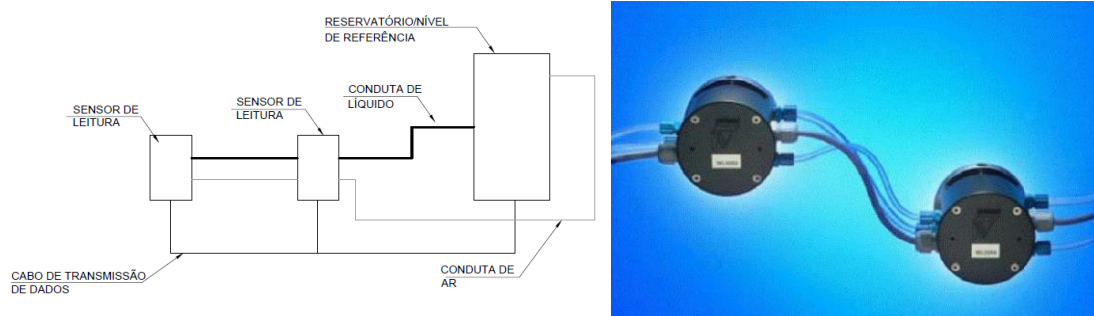 RESERVATÓRIO/NÍVEL
DE REFERÊNCIA
SENSOR DE
LEITURA
CONDUTA DE
LÍQUIDO
SENSOR DE
LEITURA
CABO DE TRANSMISSÃO
DE DADOS
CONDUTA DE
AR